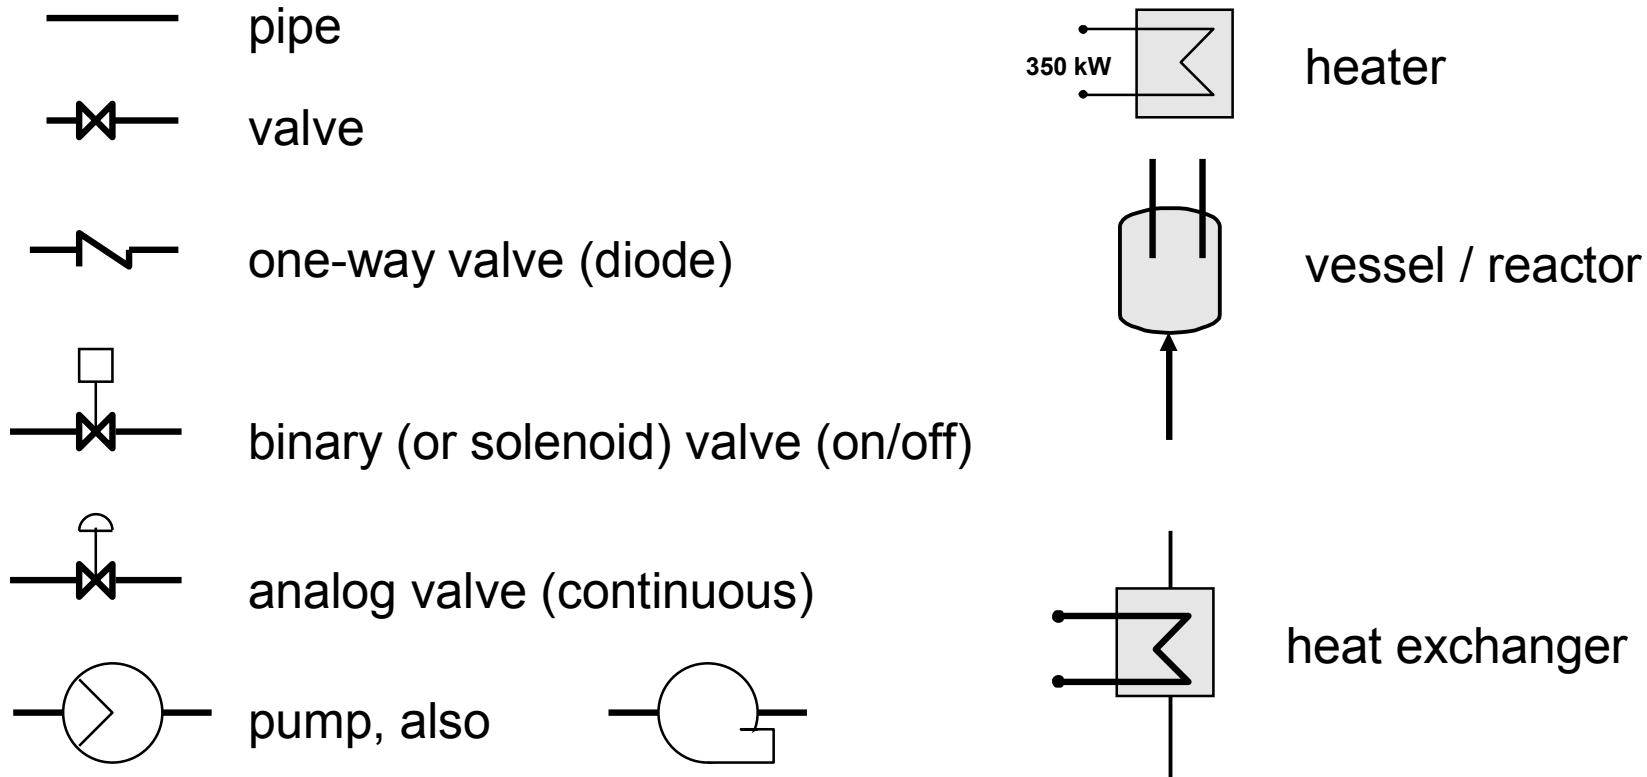 pipe
valve
one-way valve (diode)
binary (or solenoid) valve (on/off)
analog valve (continuous)
pump, also
350 kW
heater
vessel / reactor
heat exchanger